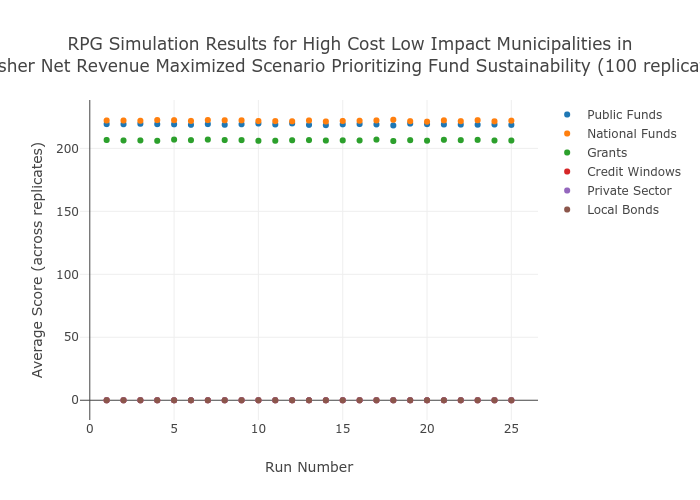 RPG Simulation Results for High Cost Low Impact Municipalities in
Net Revenue Maximized Scenario Prioritizing Fund Sustainability (100
Average Score (across replicates)
200
150
100
50
0
0 5 10 15 20 25
Run Number
Public Funds
National Funds
Grants
Credit Windows
Private Sector
Local Bonds